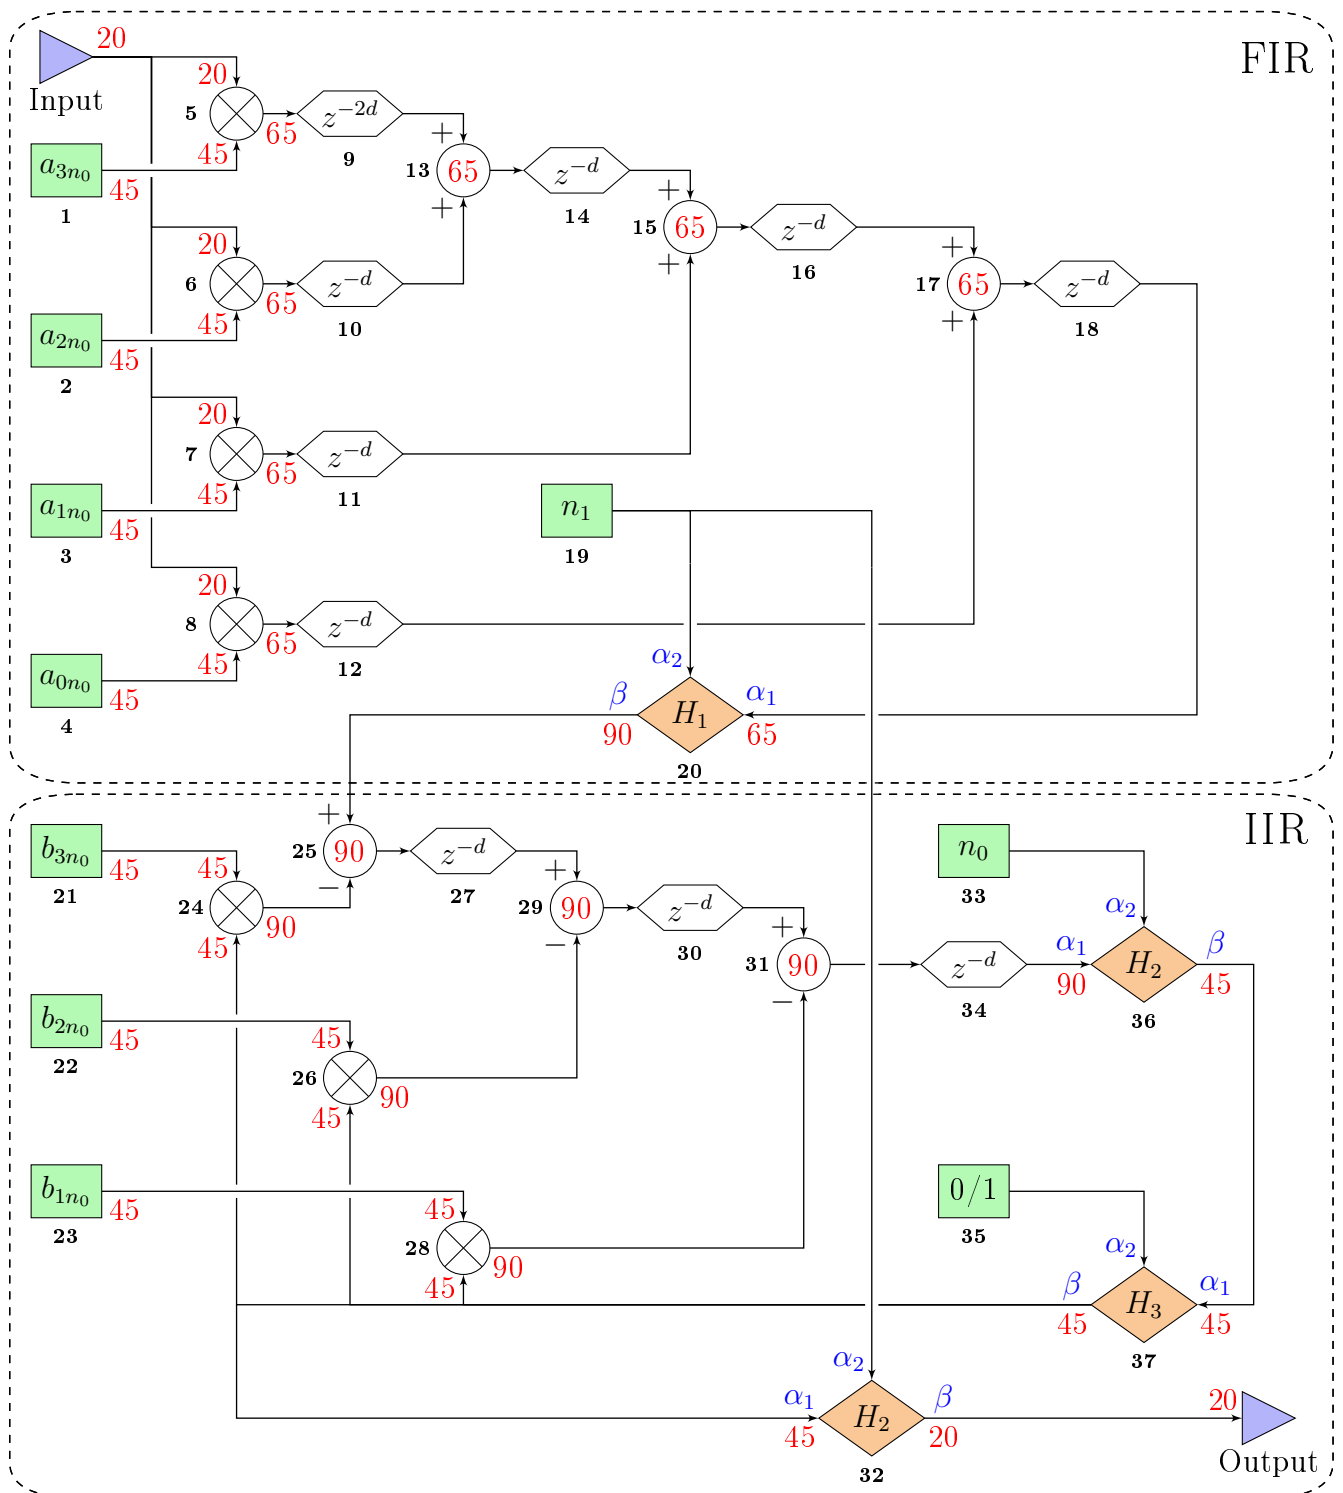 20
FIR
Input
20
5
z^{-2d}
+
65
45
9
13
65
z^{-d}
a_{3n_0}
45
1
14
+
15
65
+
z^{-d}
+
20
16
+
6
z^{-d}
17
65
z^{-d}
65
45
10
+
18
a_{2n_0}
45
2
+
20
7
z^{-d}
65
45
11
a_{1n_0}
45
3
n_1
19
20
8
z^{-d}
65
45
12
a_{0n_0}
45
4
α_2
β
H_1
α_1
90
65
20
b_{3n_0}
45
21
45
24
45
90
+
25
90
−
z^{-d}
27
+
29
90
−
z^{-d}
30
+
31
90
−
IIR
n_0
33
α_2
z^{-d}
34
α_1
90
H_2
β
45
36
b_{2n_0}
45
22
45
26
45
90
b_{1n_0}
45
23
45
28
45
90
0/1
35
α_2
β
45
H_3
α_1
45
37
α_2
α_1
45
H_2
β
20
32
20
Output